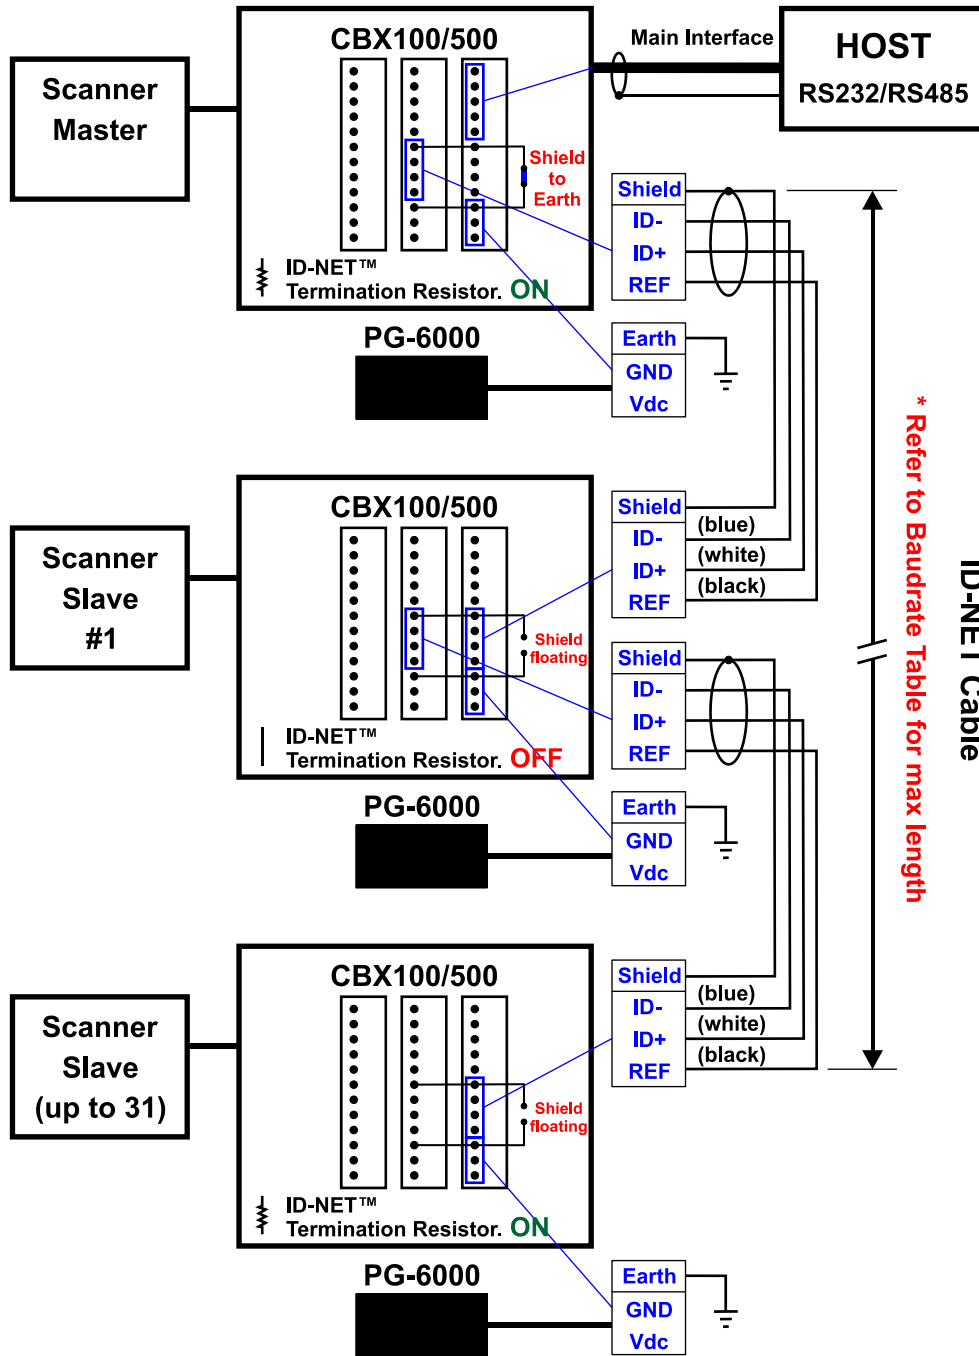 CBX100/500
Main Interface
HOST
RS232/RS485
Scanner
Master
Shield
to
Earth
ID-NET™
Termination Resistor. ON
Shield
ID-
ID+
REF
PG-6000
Earth
GND
Vdc
CBX100/500
Scanner
Slave
#1
Shield
floating
ID-NET™
Termination Resistor. OFF
Shield
ID-
(blue)
ID+
(white)
REF
(black)
Shield
ID-
ID+
REF
PG-6000
Earth
GND
Vdc
ID-NET Cable
* Refer to Baudrate Table for max length
CBX100/500
Scanner
Slave
(up to 31)
Shield
floating
ID-NET™
Termination Resistor. ON
Shield
ID-
(blue)
ID+
(white)
REF
(black)
PG-6000
Earth
GND
Vdc